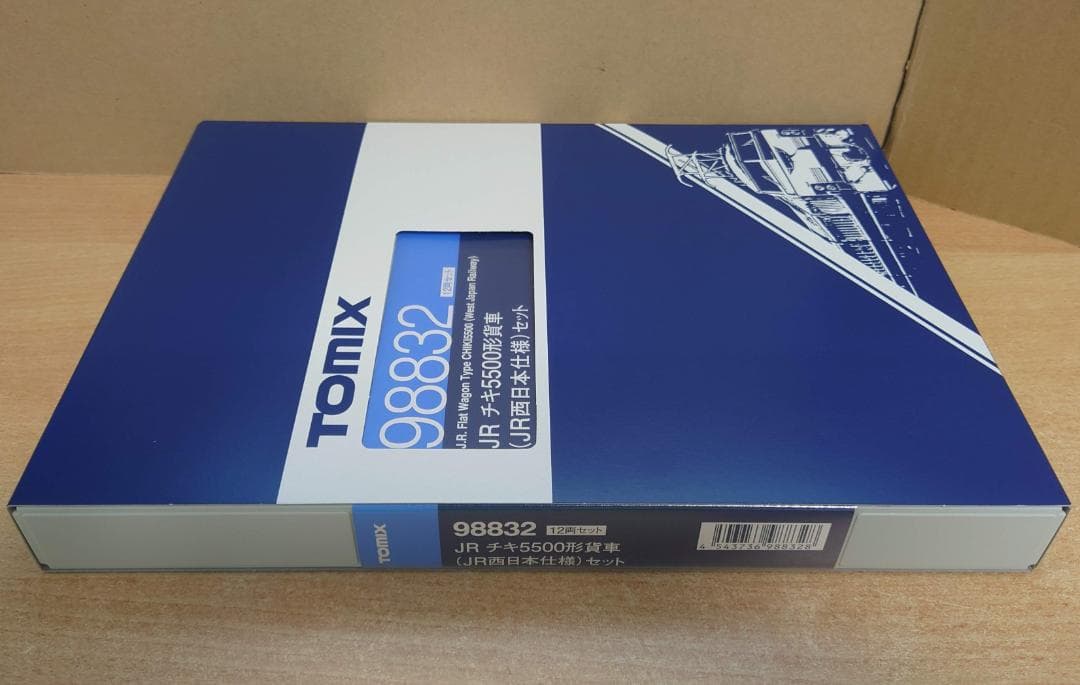 TOMIX
98832 12両セット
J.R. Flat Wagon Type CHIKI5500 (West Japan Railway)
JR チキ5500形貨車
(JR西日本仕様)セット
TOMIX
98832 12両セット
JR チキ5500形貨車
(JR西日本仕様)セット
4 543736 988328